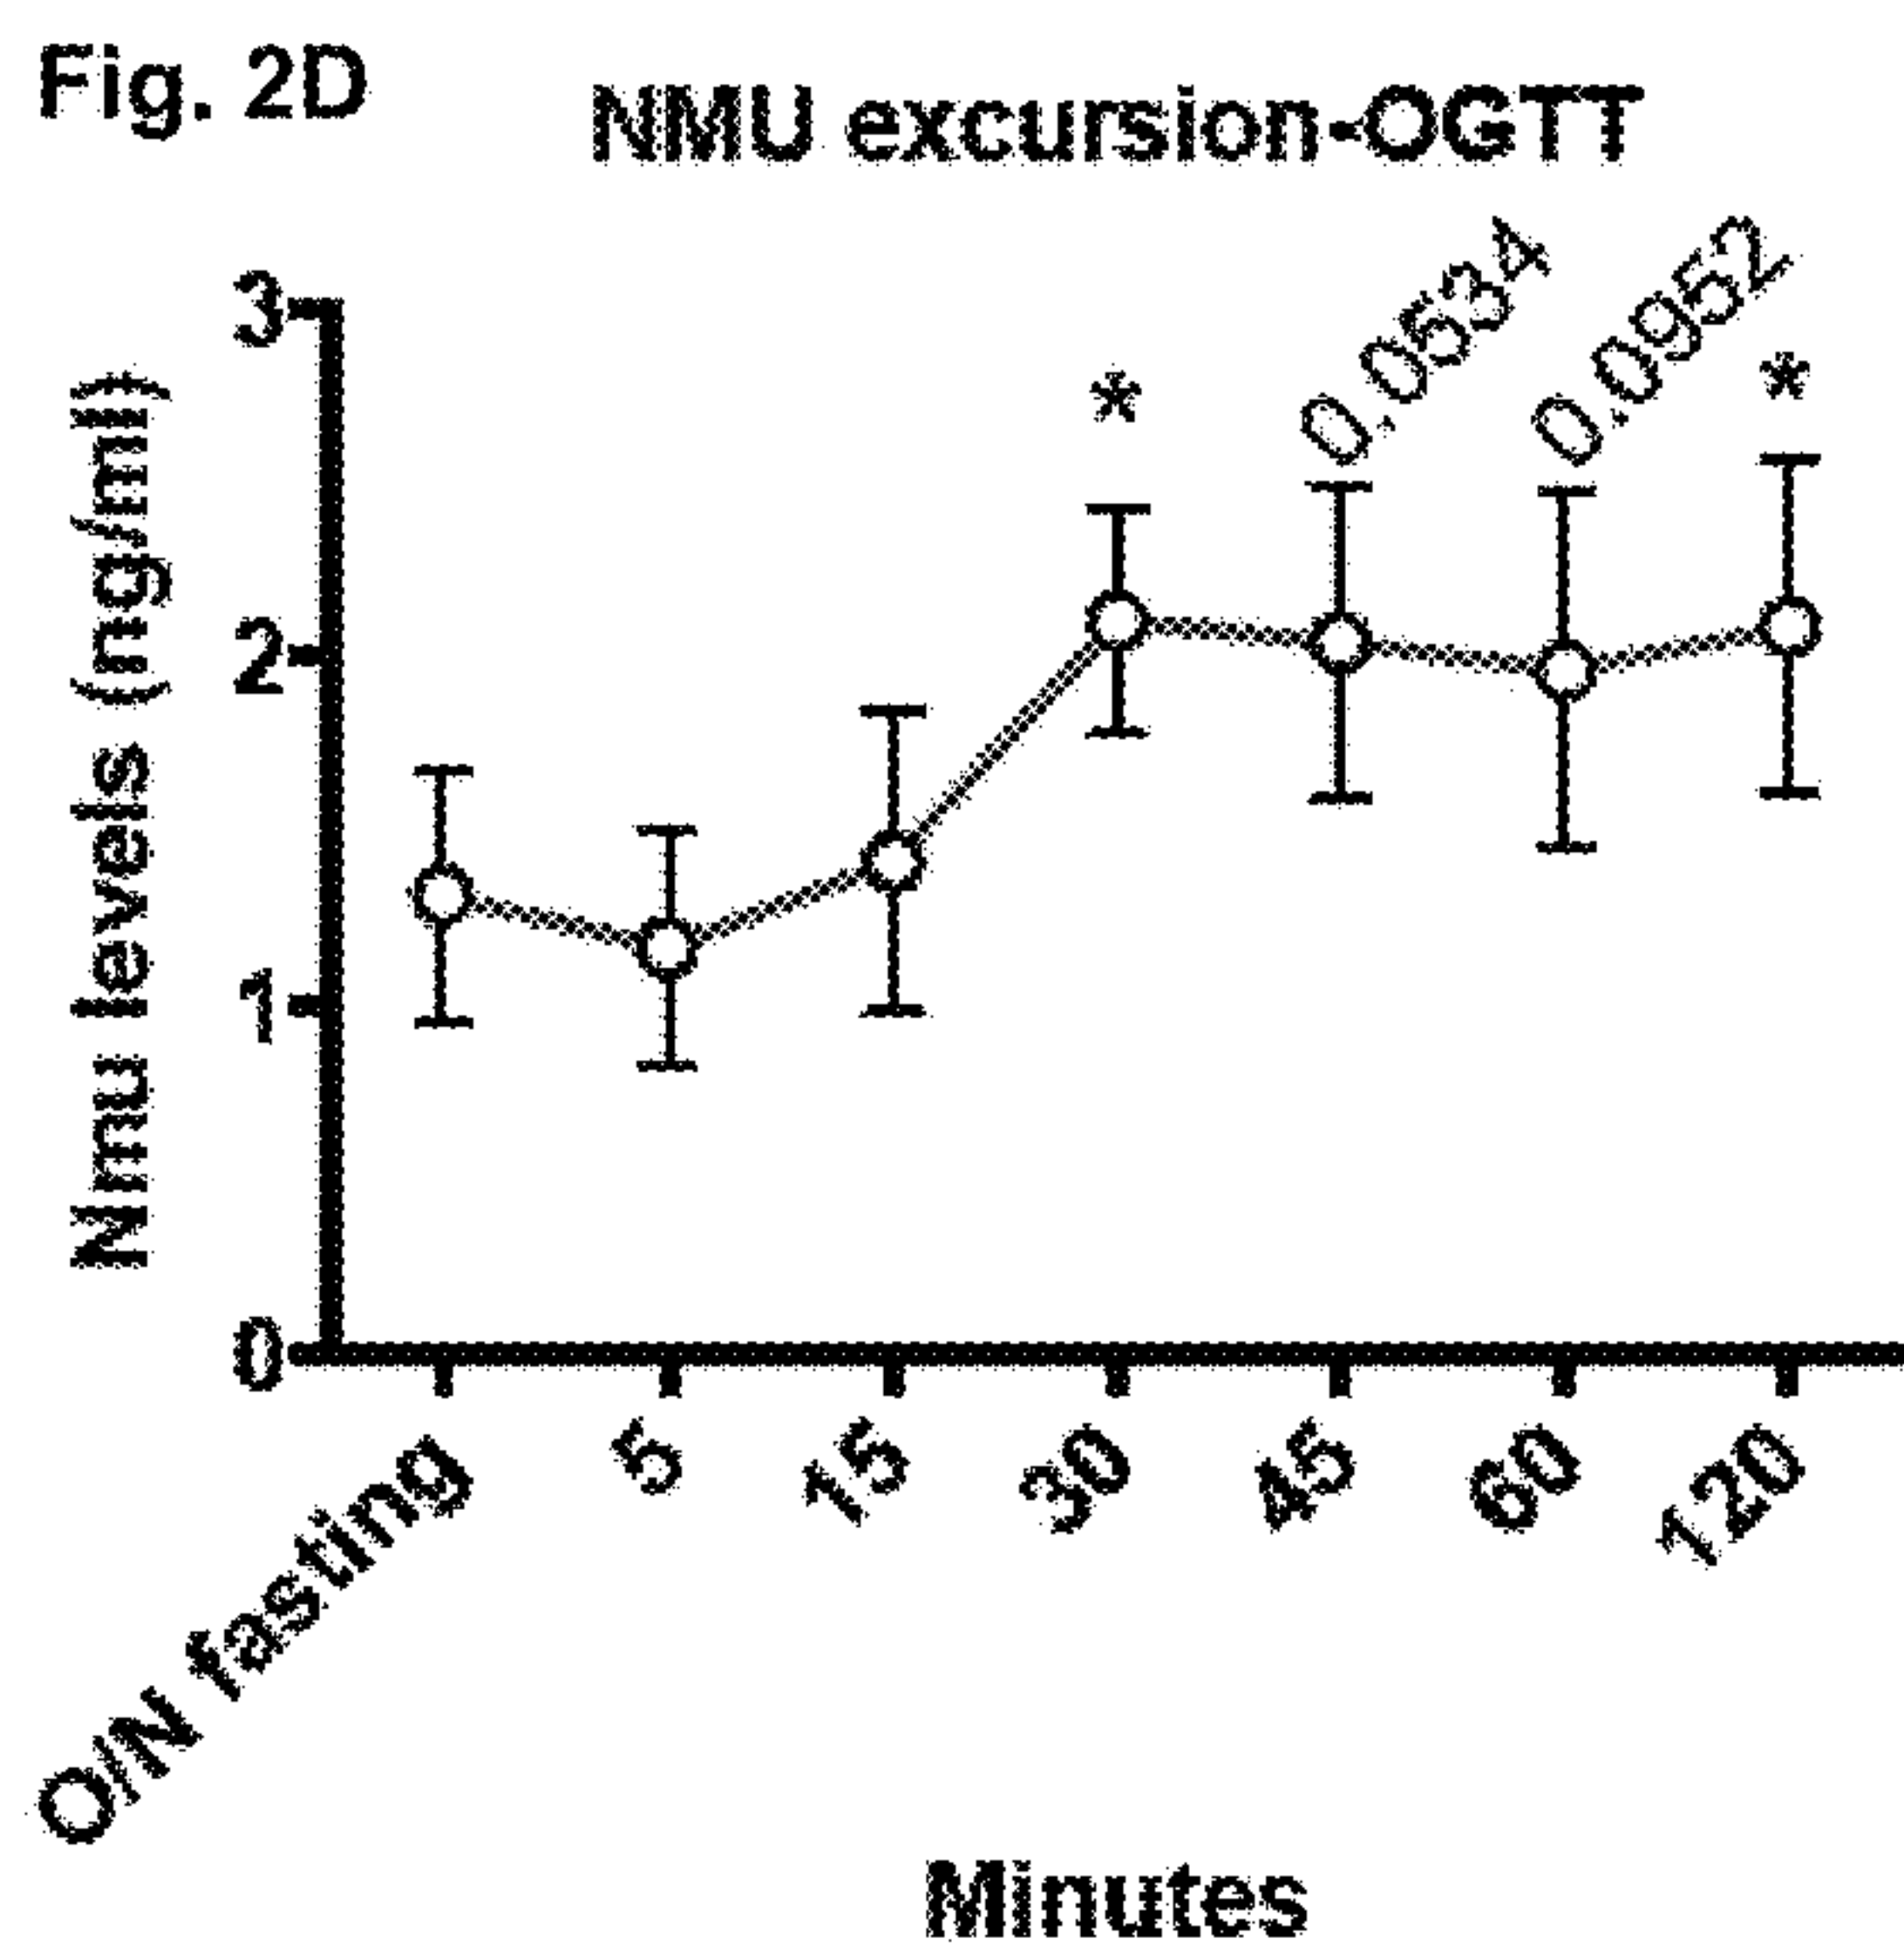 Fig. 2D
NMU excursion-OGTT
Nmu levels (ng/ml)
3
2
1
0
*
0.0534
0.0952
*
O/N fasting
5
15
30
45
60
120
Minutes